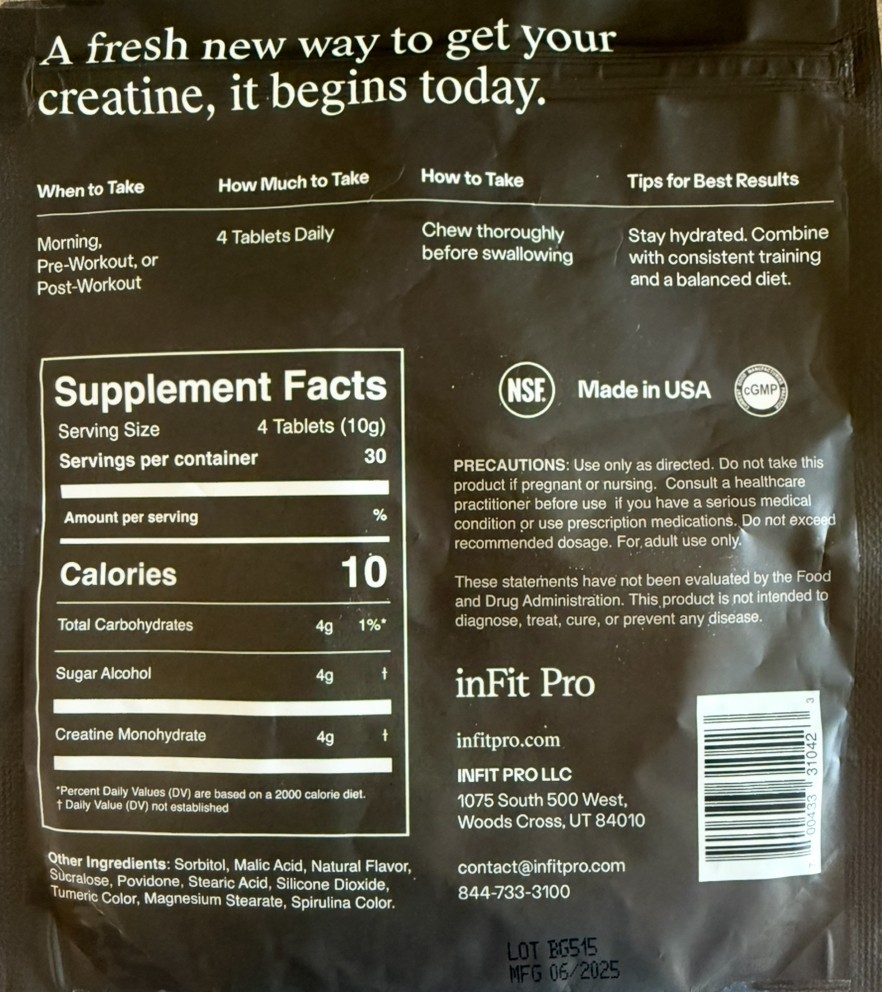 A fresh new way to get your
creatine, it begins today.
When to Take
Morning,
Pre-Workout, or
Post-Workout
How Much to Take
4 Tablets Daily
How to Take
Chew thoroughly
before swallowing
Tips for Best Results
Stay hydrated. Combine
with consistent training
and a balanced diet.
Supplement Facts
Serving Size 4 Tablets (10g)
Servings per container 30
Amount per serving %
Calories 10
Total Carbohydrates 4g 1%*
Sugar Alcohol 4g †
Creatine Monohydrate 4g †
*Percent Daily Values (DV) are based on a 2000 calorie diet.
† Daily Value (DV) not established
Other Ingredients: Sorbitol, Malic Acid, Natural Flavor,
Sucralose, Povidone, Stearic Acid, Silicone Dioxide,
Tumeric Color, Magnesium Stearate, Spirulina Color.
NSF. Made in USA cGMP
PRECAUTIONS: Use only as directed. Do not take this
product if pregnant or nursing. Consult a healthcare
practitioner before use if you have a serious medical
condition or use prescription medications. Do not exceed
recommended dosage. For adult use only.
These statements have not been evaluated by the Food
and Drug Administration. This product is not intended to
diagnose, treat, cure, or prevent any disease.
inFit Pro
infitpro.com
INFIT PRO LLC
1075 South 500 West,
Woods Cross, UT 84010
contact@infitpro.com
844-733-3100
00433 31042 3
LOT BG515
MFG 06/2025